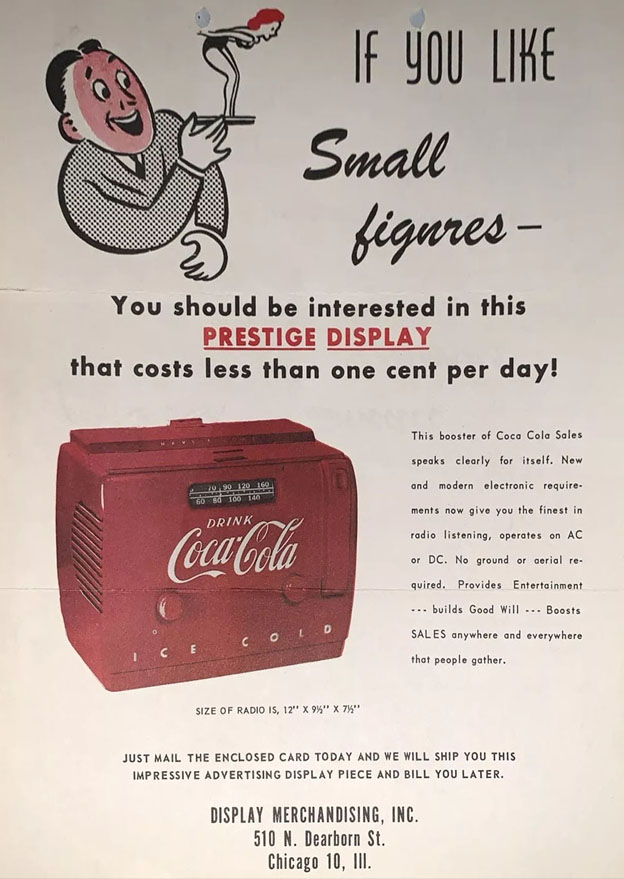 IF YOU LIKE
Small
figures—
You should be interested in this
PRESTIGE DISPLAY
that costs less than one cent per day!
This booster of Coca Cola Sales
speaks clearly for itself. New
and modern electronic require-
ments now give you the finest in
radio listening, operates on AC
or DC. No ground or aerial re-
quired. Provides Entertainment
--- builds Good Will --- Boosts
SALES anywhere and everywhere
that people gather.
70 90 120 160
60 80 100 140
DRINK
Coca-Cola
ICE COLD
SIZE OF RADIO IS, 12" X 9½" X 7½"
JUST MAIL THE ENCLOSED CARD TODAY AND WE WILL SHIP YOU THIS
IMPRESSIVE ADVERTISING DISPLAY PIECE AND BILL YOU LATER.
DISPLAY MERCHANDISING, INC.
510 N. Dearborn St.
Chicago 10, Ill.